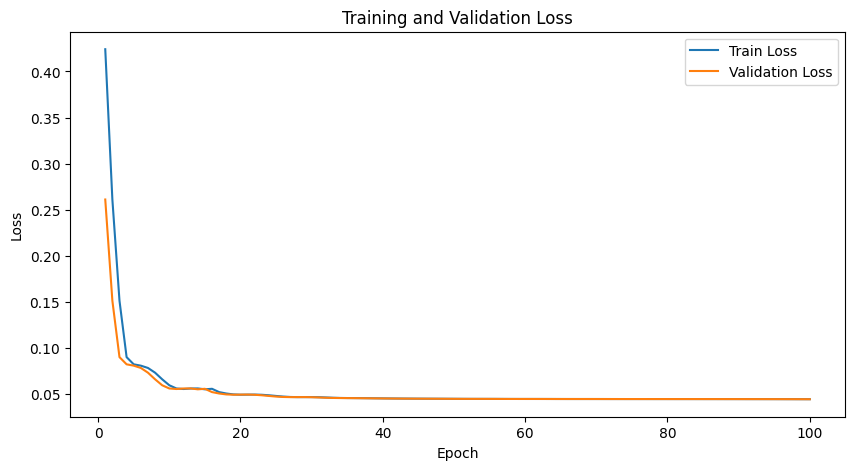 Training and Validation Loss
Train Loss
Validation Loss
0.40
0.35
0.30
0.25
0.20
0.15
0.10
0.05
Loss
0 20 40 60 80 100
Epoch